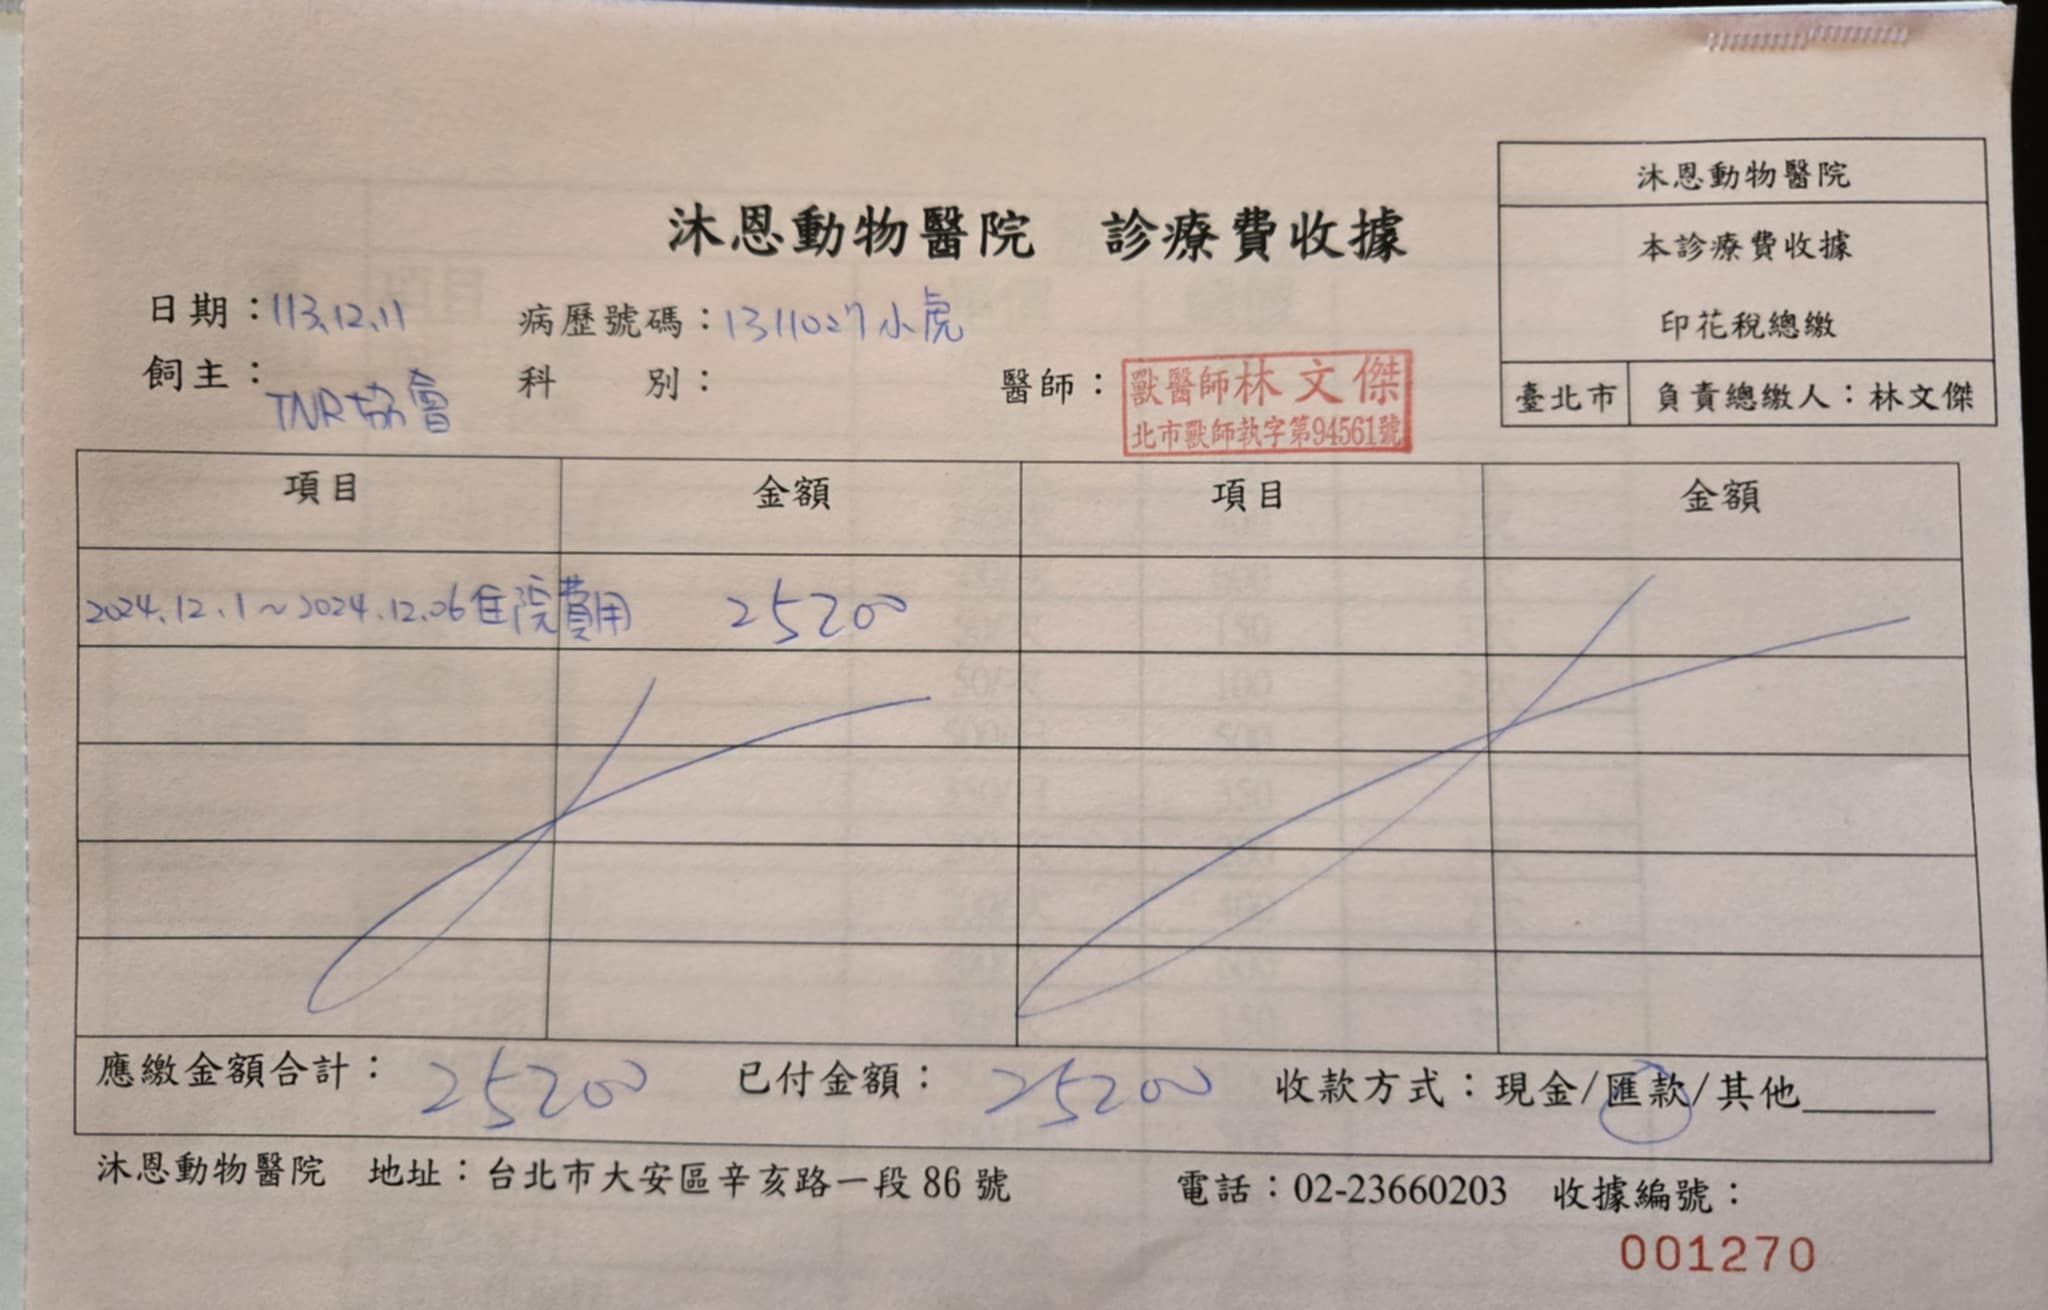 沐恩動物醫院
本診療費收據
印花稅總繳
臺北市 負責總繳人：林文傑
沐恩動物醫院 診療費收據
日期：113.12.11 病歷號碼：1311027小虎
飼主：TNR協會 科別： 醫師：
獸醫師林文傑
北市獸師執字第94561號
項目 金額 項目 金額
2024.12.1~2024.12.06住院費用 25200
應繳金額合計：25200 已付金額：25200 收款方式：現金/匯款/其他
沐恩動物醫院 地址：台北市大安區辛亥路一段86號 電話：02-23660203 收據編號：
001270